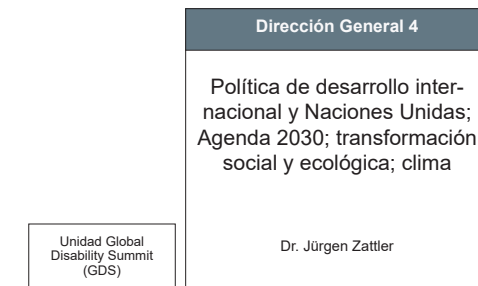 Dirección General 4
Política de desarrollo inter-
nacional y Naciones Unidas;
Agenda 2030; transformación
social y ecológica; clima
Unidad Global
Disability Summit
(GDS)
Dr. Jürgen Zattler